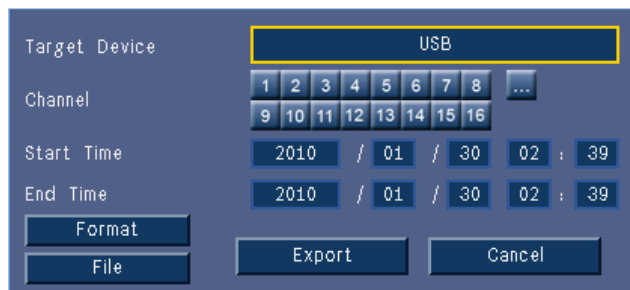 Target Device USB
Channel 1 2 3 4 5 6 7 8 ...
9 10 11 12 13 14 15 16
Start Time 2010 / 01 / 30 02 : 39
End Time 2010 / 01 / 30 02 : 39
Format
Export Cancel
File